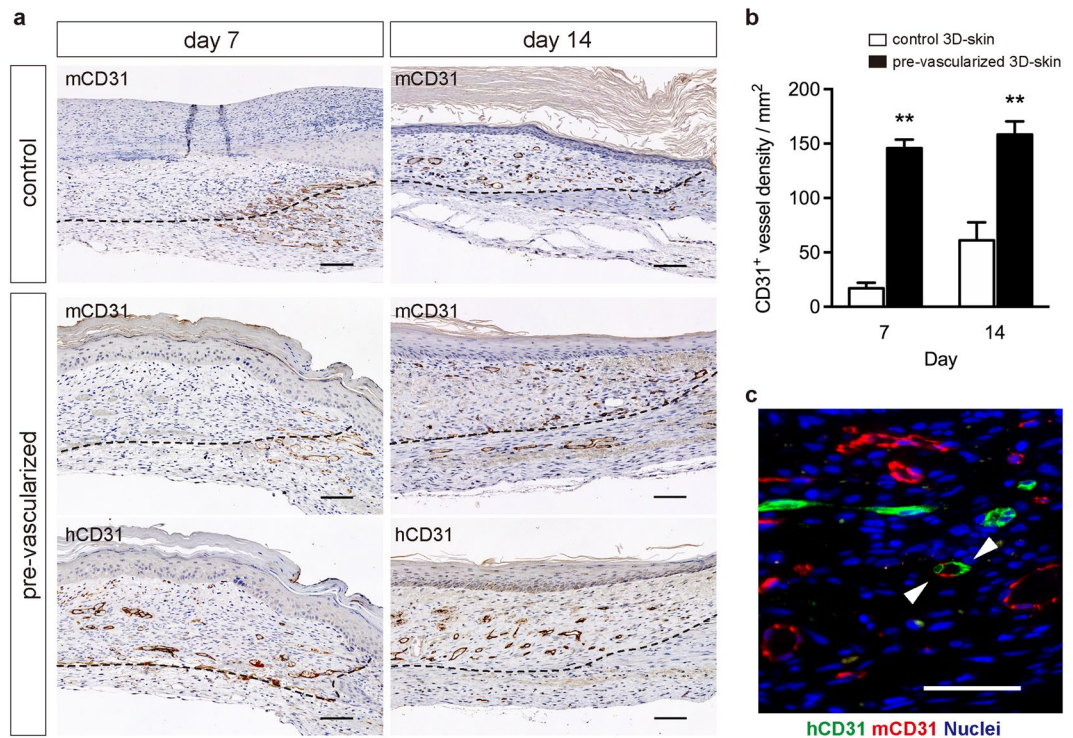 a
day 7
day 14
control
mCD31
mCD31
pre-vascularized
mCD31
mCD31
hCD31
hCD31
b
control 3D-skin
pre-vascularized 3D-skin
CD31+ vessel density / mm2
200
150
100
50
0
**
**
7
14
Day
c
hCD31 mCD31 Nuclei